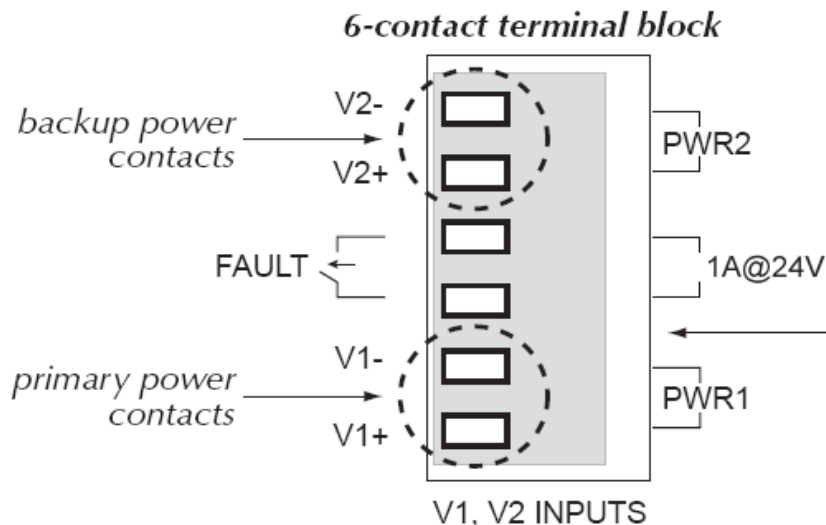 6-contact terminal block
V2-
backup power
contacts
V2+
PWR2
FAULT
1A@24V
V1-
primary power
contacts
V1+
PWR1
V1, V2 INPUTS